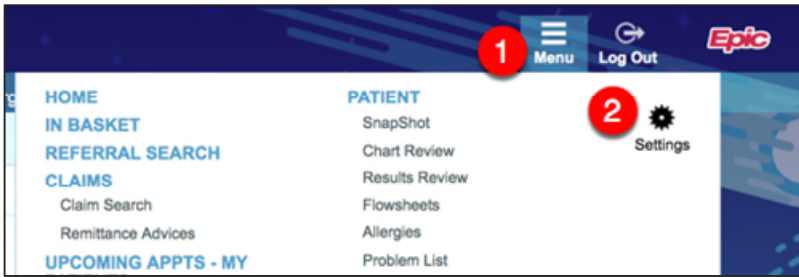 1
Menu
Log Out
Epic
HOME
IN BASKET
REFERRAL SEARCH
CLAIMS
Claim Search
Remittance Advices
UPCOMING APPTS - MY
PATIENT
SnapShot
Chart Review
Results Review
Flowsheets
Allergies
Problem List
2
Settings